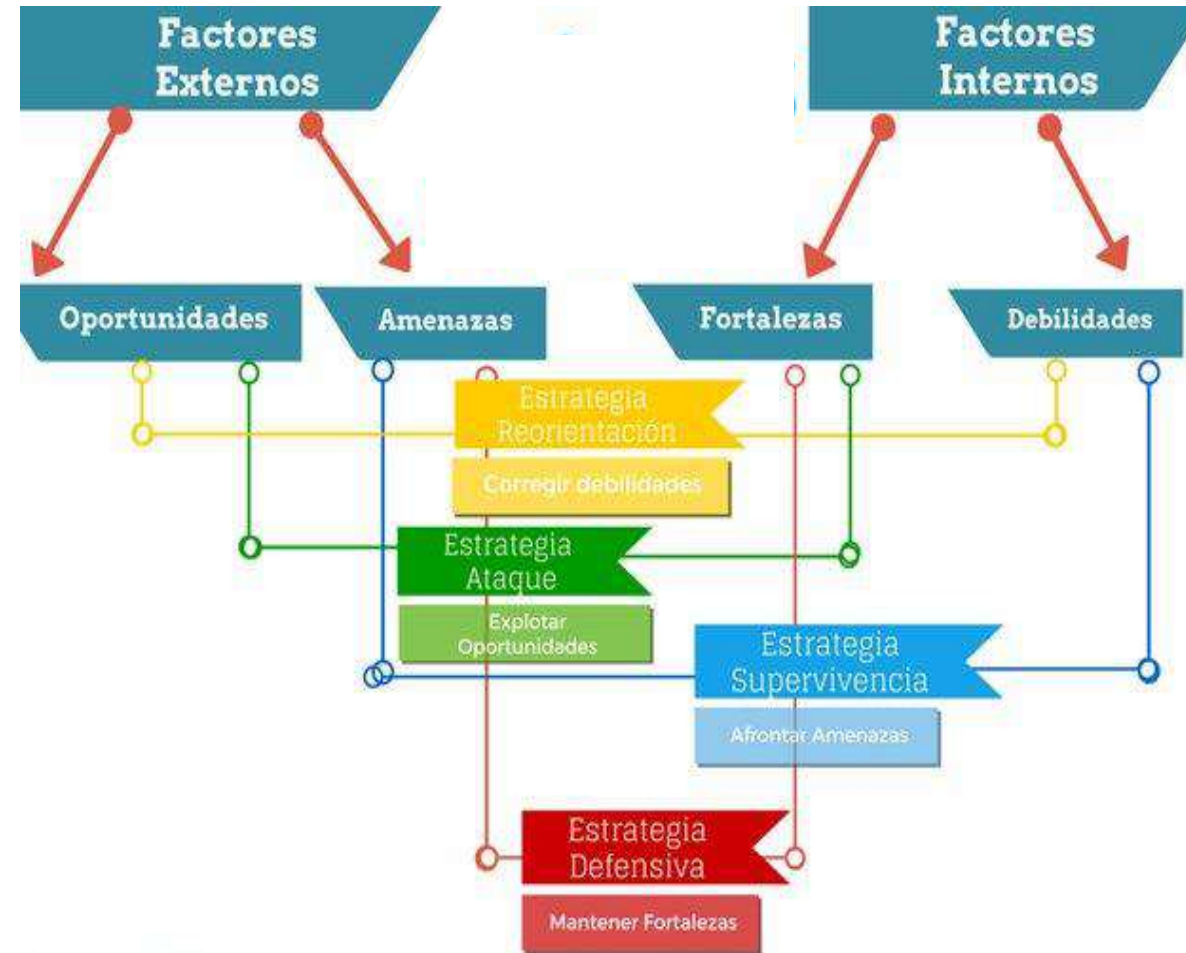 Factores
Externos
Factores
Internos
Oportunidades
Amenazas
Fortalezas
Debilidades
Estrategia
Reorientación
Corregir debilidades
Estrategia
Ataque
Explotar
Oportunidades
Estrategia
Supervivencia
Afrontar Amenazas
Estrategia
Defensiva
Mantener Fortalezas